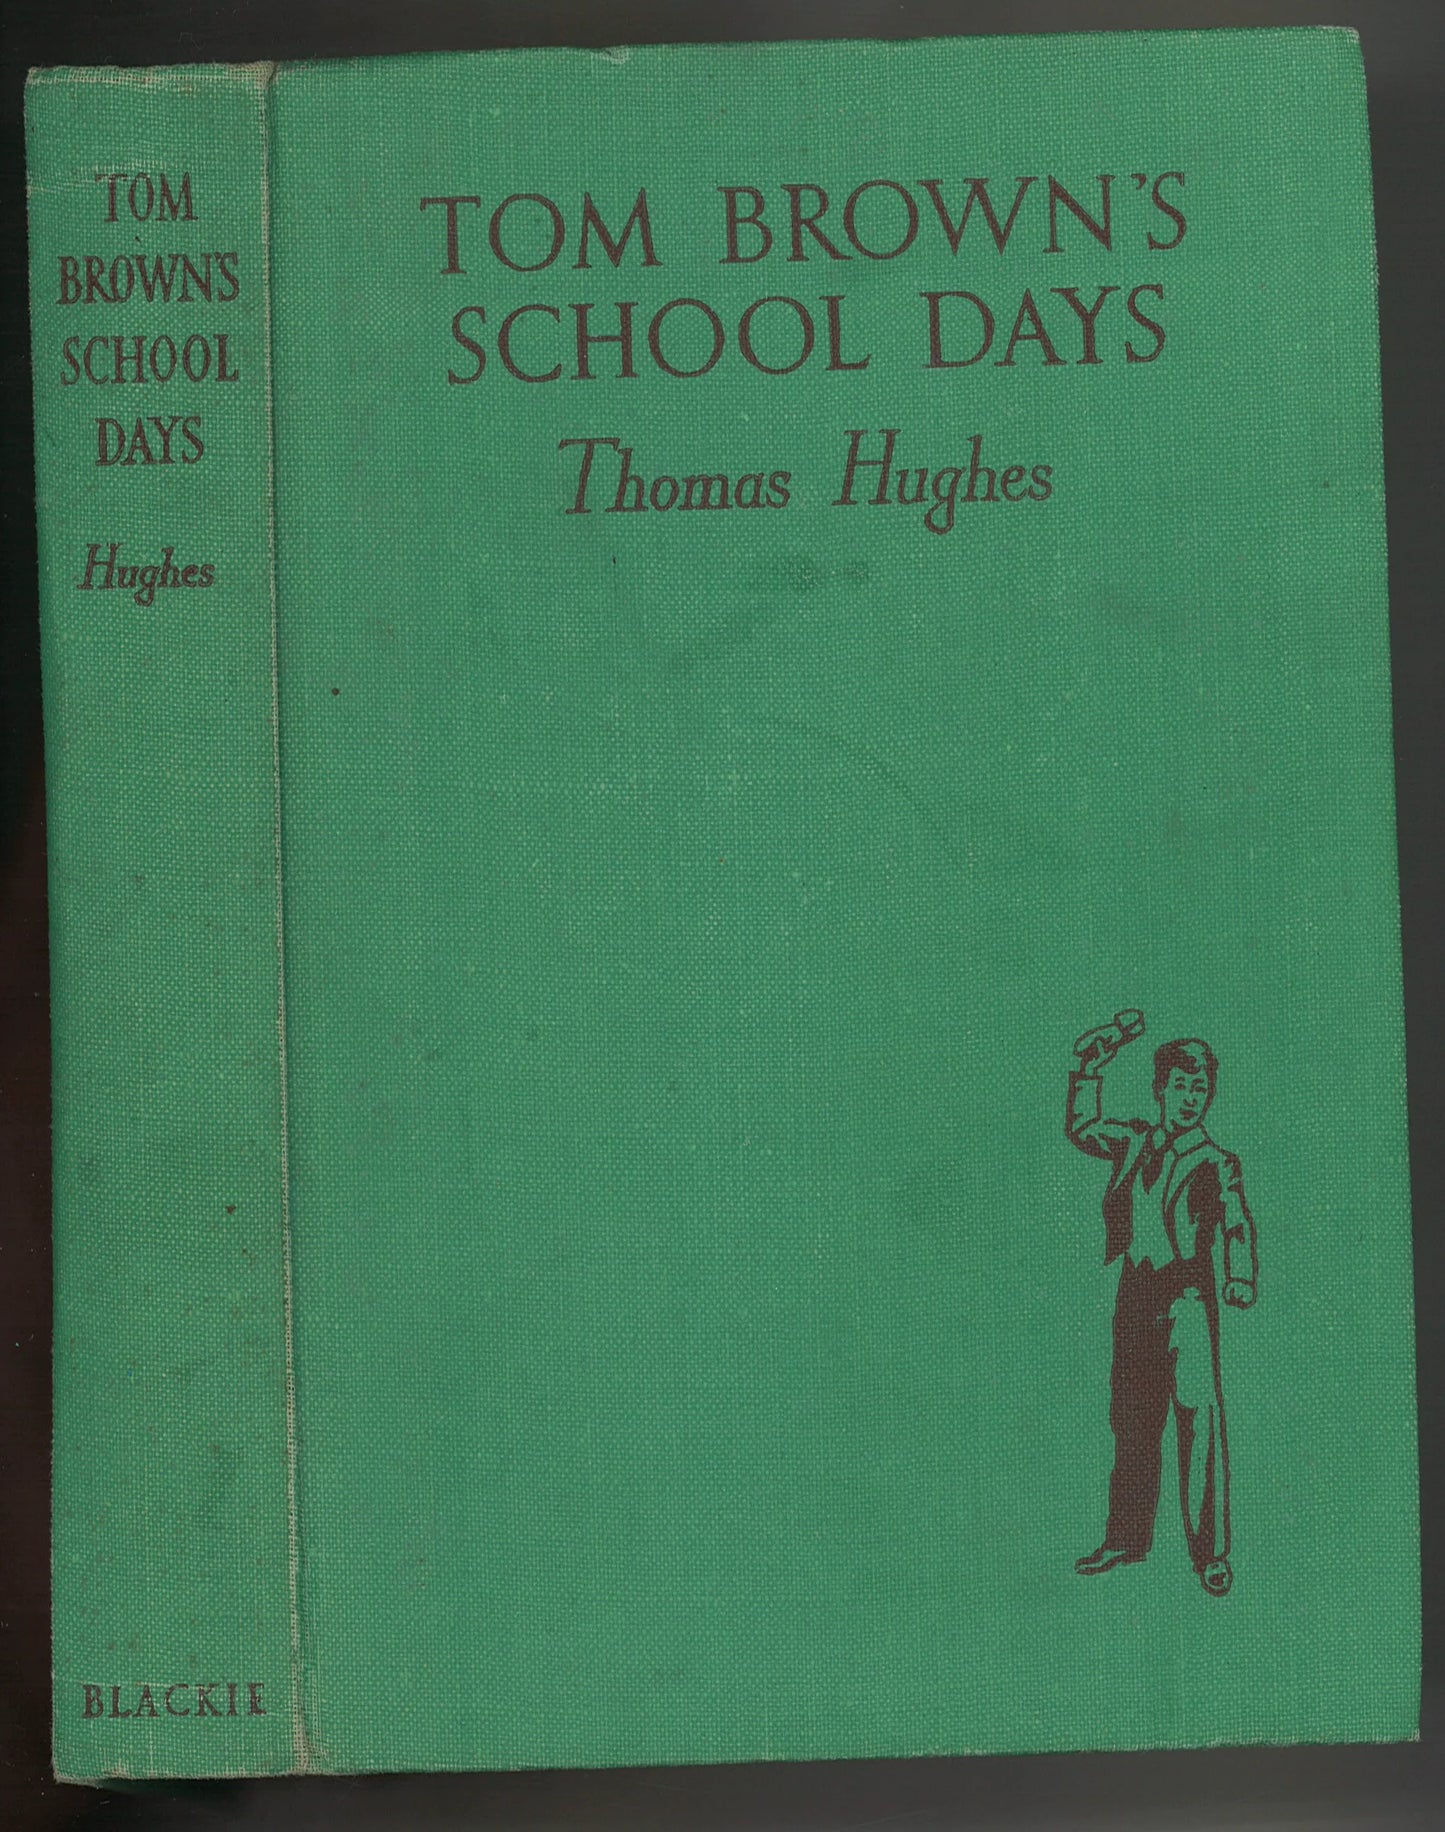 TOM
BROWN'S
SCHOOL
DAYS
Hughes
BLACKIE
TOM BROWN'S
SCHOOL DAYS
Thomas Hughes